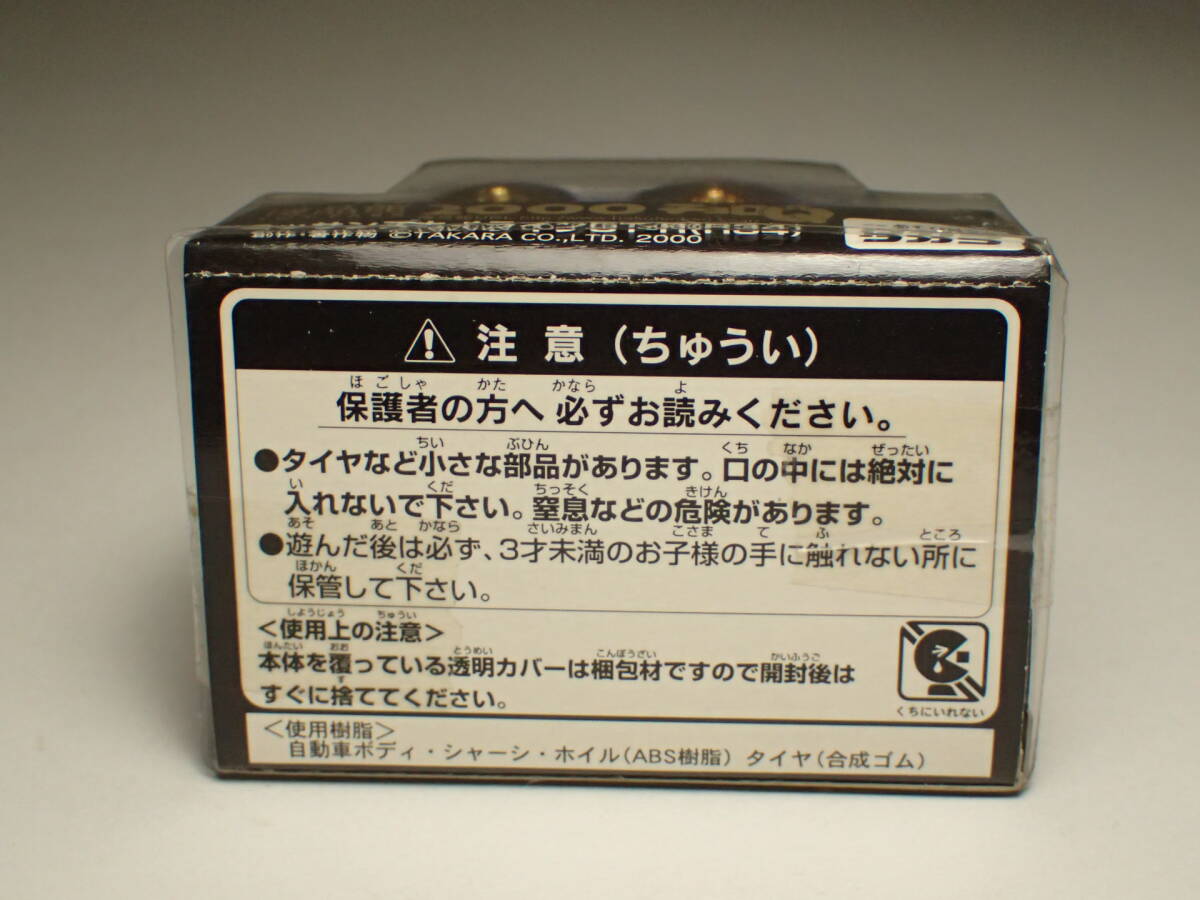 創作・著作物 ©TAKARA CO.,LTD. 2000
注 意（ちゅうい）
ほごしゃ かた かなら よ
保護者の方へ 必ずお読みください。
ちい ぶひん くち なか ぜったい
●タイヤなど小さな部品があります。口の中には絶対に
い くだ ちっそく きけん
入れないで下さい。窒息などの危険があります。
あそ あと かなら さいみまん こさま て ふ ところ
●遊んだ後は必ず、3才未満のお子様の手に触れない所に
ほかん くだ
保管して下さい。
しようじょう ちゅうい
＜使用上の注意＞
ほんたい おお とうめい こんぽうざい かいふうご
本体を覆っている透明カバーは梱包材ですので開封後は
す
すぐに捨ててください。
くちにいれない
＜使用樹脂＞
自動車ボディ・シャーシ・ホイル(ABS樹脂) タイヤ(合成ゴム)